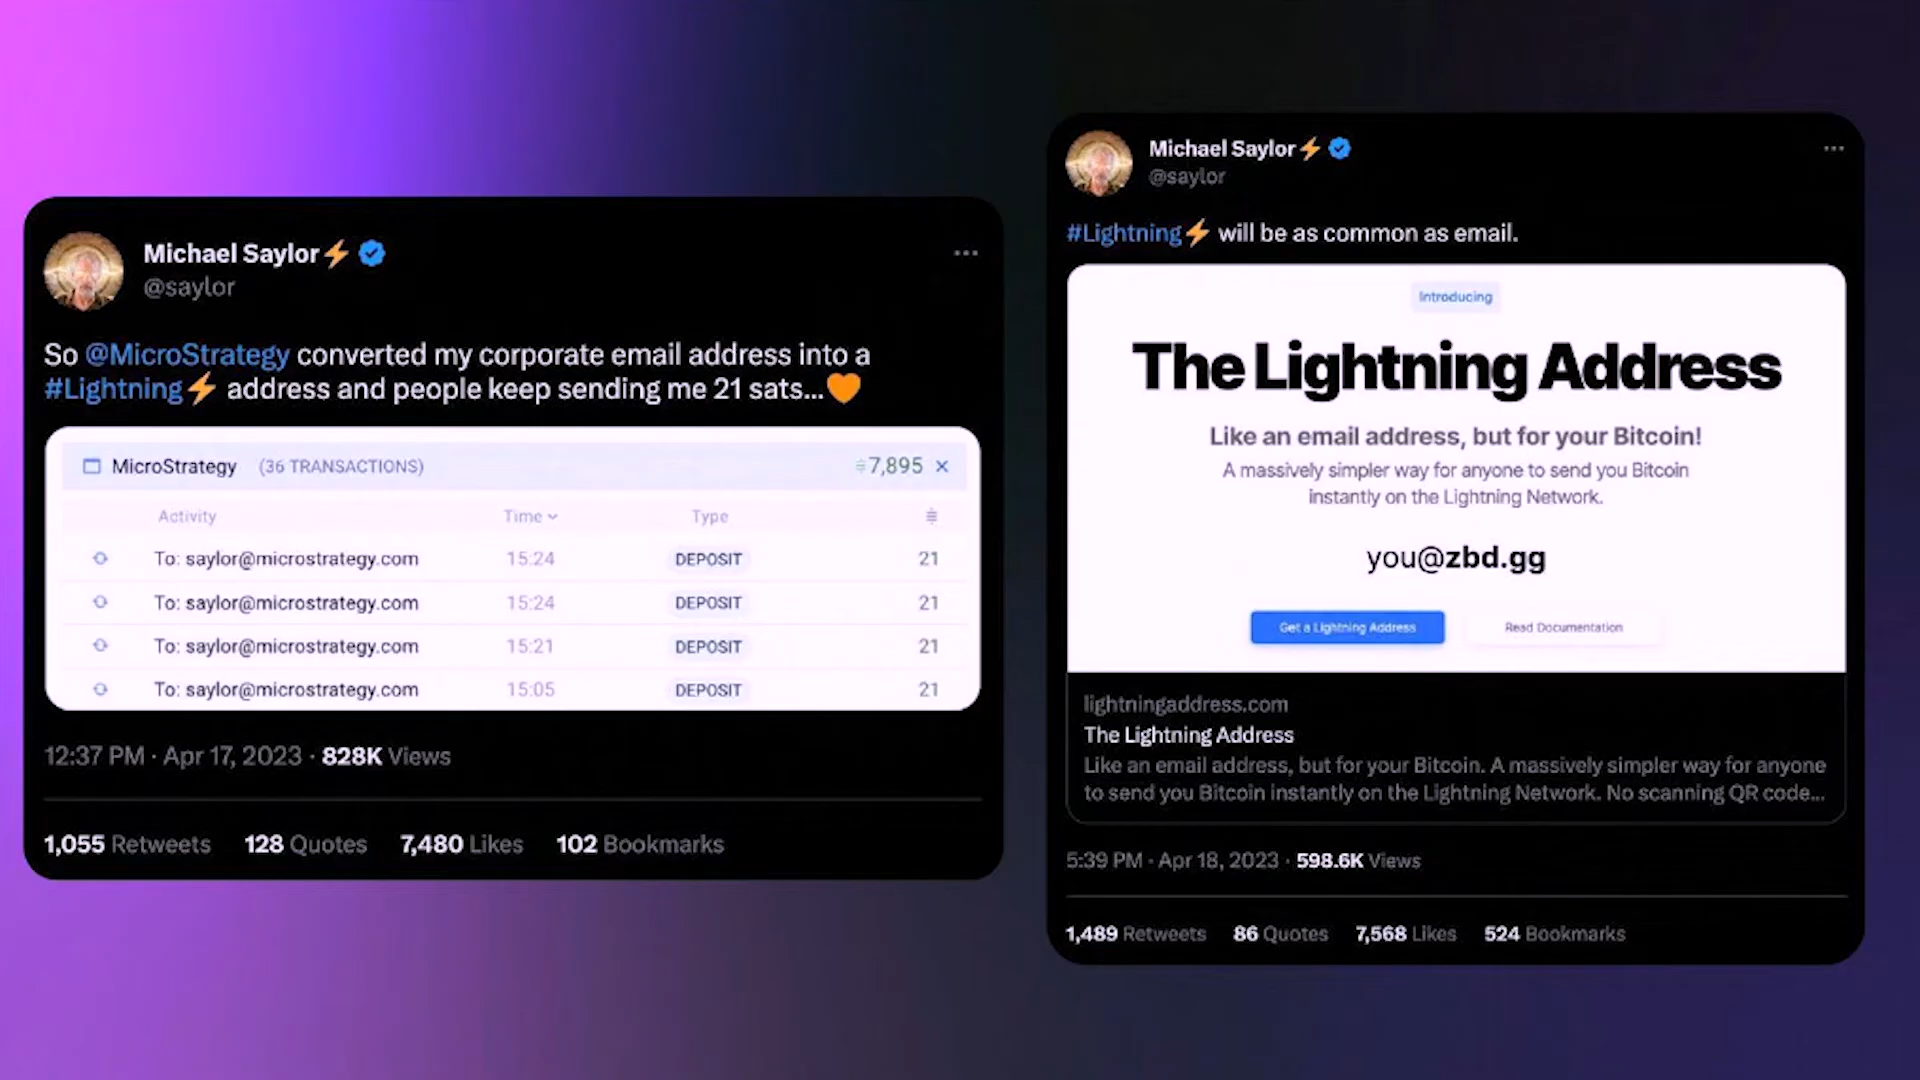 Michael Saylor⚡
@saylor
So @MicroStrategy converted my corporate email address into a
#Lightning⚡ address and people keep sending me 21 sats...🧡
MicroStrategy (36 TRANSACTIONS) 7,895 ×
Activity Time Type
To: saylor@microstrategy.com 15:24 DEPOSIT 21
To: saylor@microstrategy.com 15:24 DEPOSIT 21
To: saylor@microstrategy.com 15:21 DEPOSIT 21
To: saylor@microstrategy.com 15:05 DEPOSIT 21
12:37 PM · Apr 17, 2023 · 828K Views
1,055 Retweets 128 Quotes 7,480 Likes 102 Bookmarks
Michael Saylor⚡
@saylor
#Lightning⚡ will be as common as email.
Introducing
The Lightning Address
Like an email address, but for your Bitcoin!
A massively simpler way for anyone to send you Bitcoin
instantly on the Lightning Network.
you@zbd.gg
Get a Lightning Address Read Documentation
lightningaddress.com
The Lightning Address
Like an email address, but for your Bitcoin. A massively simpler way for anyone
to send you Bitcoin instantly on the Lightning Network. No scanning QR code...
5:39 PM · Apr 18, 2023 · 598.6K Views
1,489 Retweets 86 Quotes 7,568 Likes 524 Bookmarks